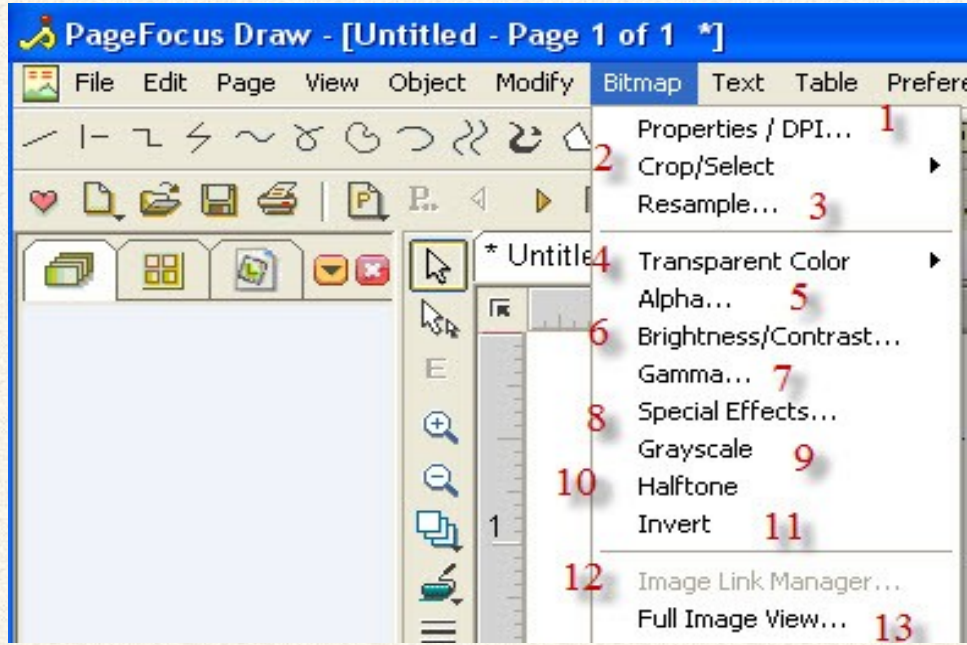 PageFocus Draw - [Untitled - Page 1 of 1 *]
File Edit Page View Object Modify Bitmap Text Table Prefere
Properties / DPI... 1
2 Crop/Select
Resample... 3
P P..
* Untitle
4 Transparent Color
Alpha... 5
6 Brightness/Contrast...
E
Gamma... 7
8 Special Effects...
Grayscale 9
10 Halftone
1
Invert 11
12 Image Link Manager...
Full Image View... 13